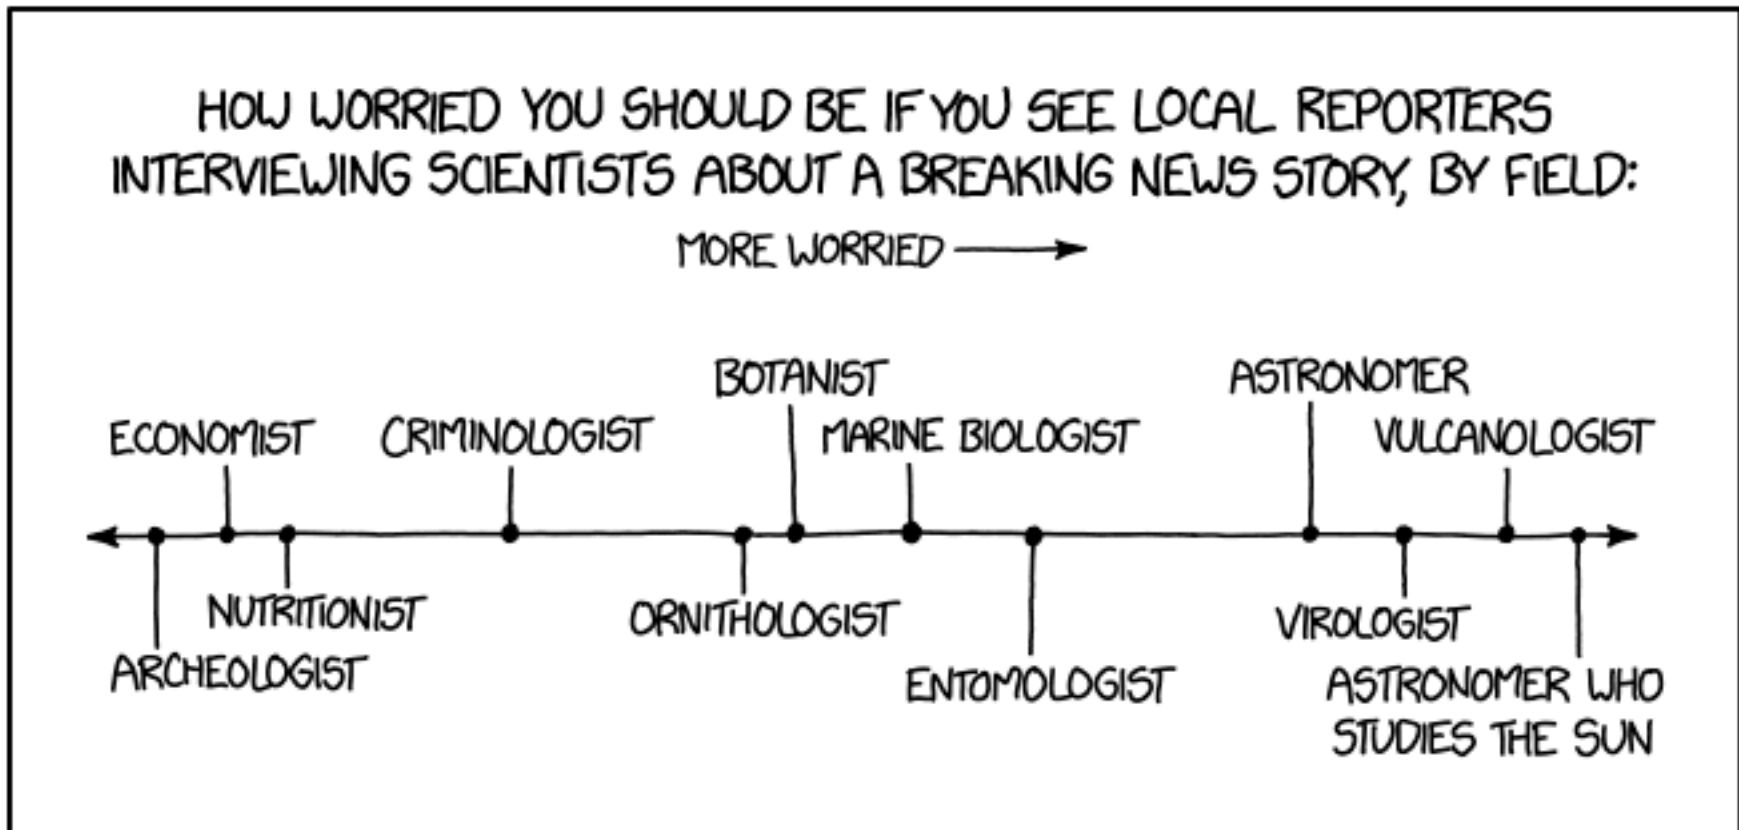 HOW WORRIED YOU SHOULD BE IF YOU SEE LOCAL REPORTERS
INTERVIEWING SCIENTISTS ABOUT A BREAKING NEWS STORY, BY FIELD:
MORE WORRIED
BOTANIST
ASTRONOMER
ECONOMIST
CRIMINOLOGIST
MARINE BIOLOGIST
VULCANOLOGIST
NUTRITIONIST
ORNITHOLOGIST
VIROLOGIST
ARCHEOLOGIST
ENTOMOLOGIST
ASTRONOMER WHO
STUDIES THE SUN